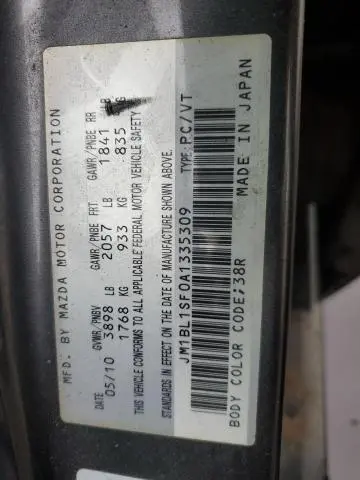 MFD. BY MAZDA MOTOR CORPORATION
DATE GVWR/PNBV GAWR/PNBE FRT GAWR/PNBE RR
05/10 3898 LB 2057 LB 1841 LB
1768 KG 933 KG 835 KG
THIS VEHICLE CONFORMS TO ALL APPLICABLE FEDERAL MOTOR VEHICLE SAFETY
STANDARDS IN EFFECT ON THE DATE OF MANUFACTURE SHOWN ABOVE.
JM1BL1SF0A1335309 TYPE:PC/VT
BODY COLOR CODE:38R MADE IN JAPAN